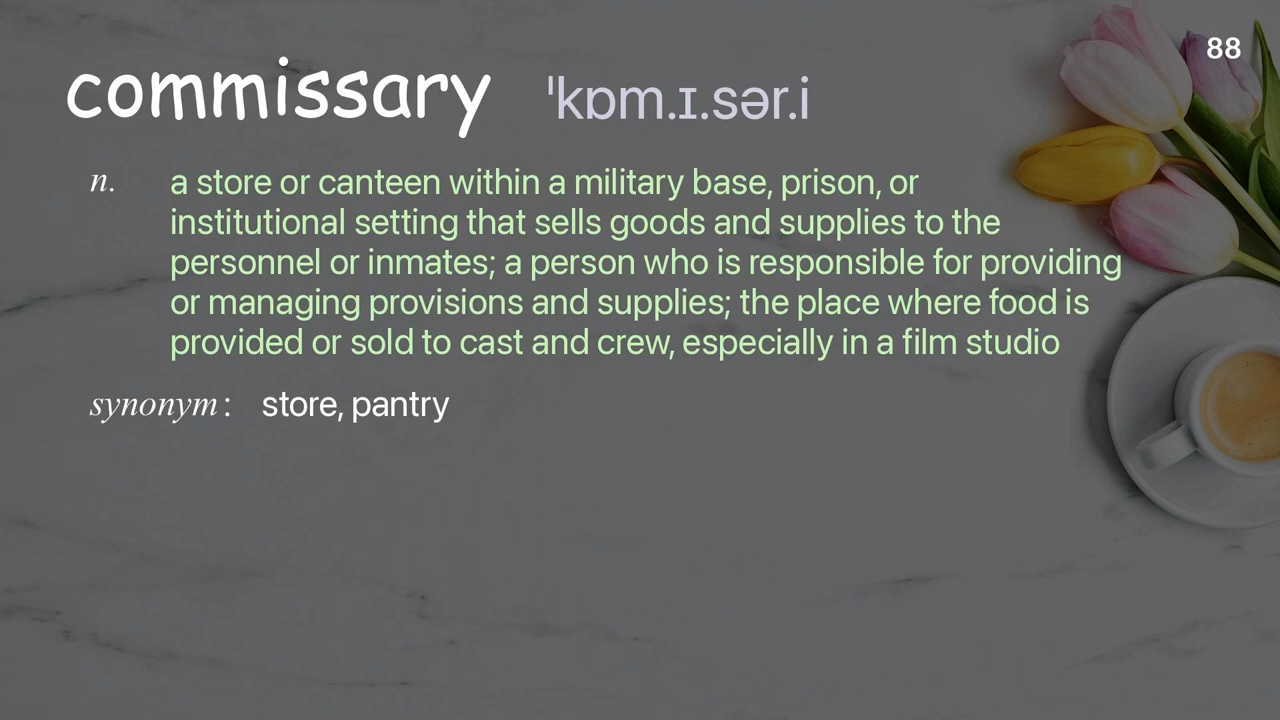 88
commissary ˈkɒm.ɪ.sər.i
n. a store or canteen within a military base, prison, or
institutional setting that sells goods and supplies to the
personnel or inmates; a person who is responsible for providing
or managing provisions and supplies; the place where food is
provided or sold to cast and crew, especially in a film studio
synonym: store, pantry